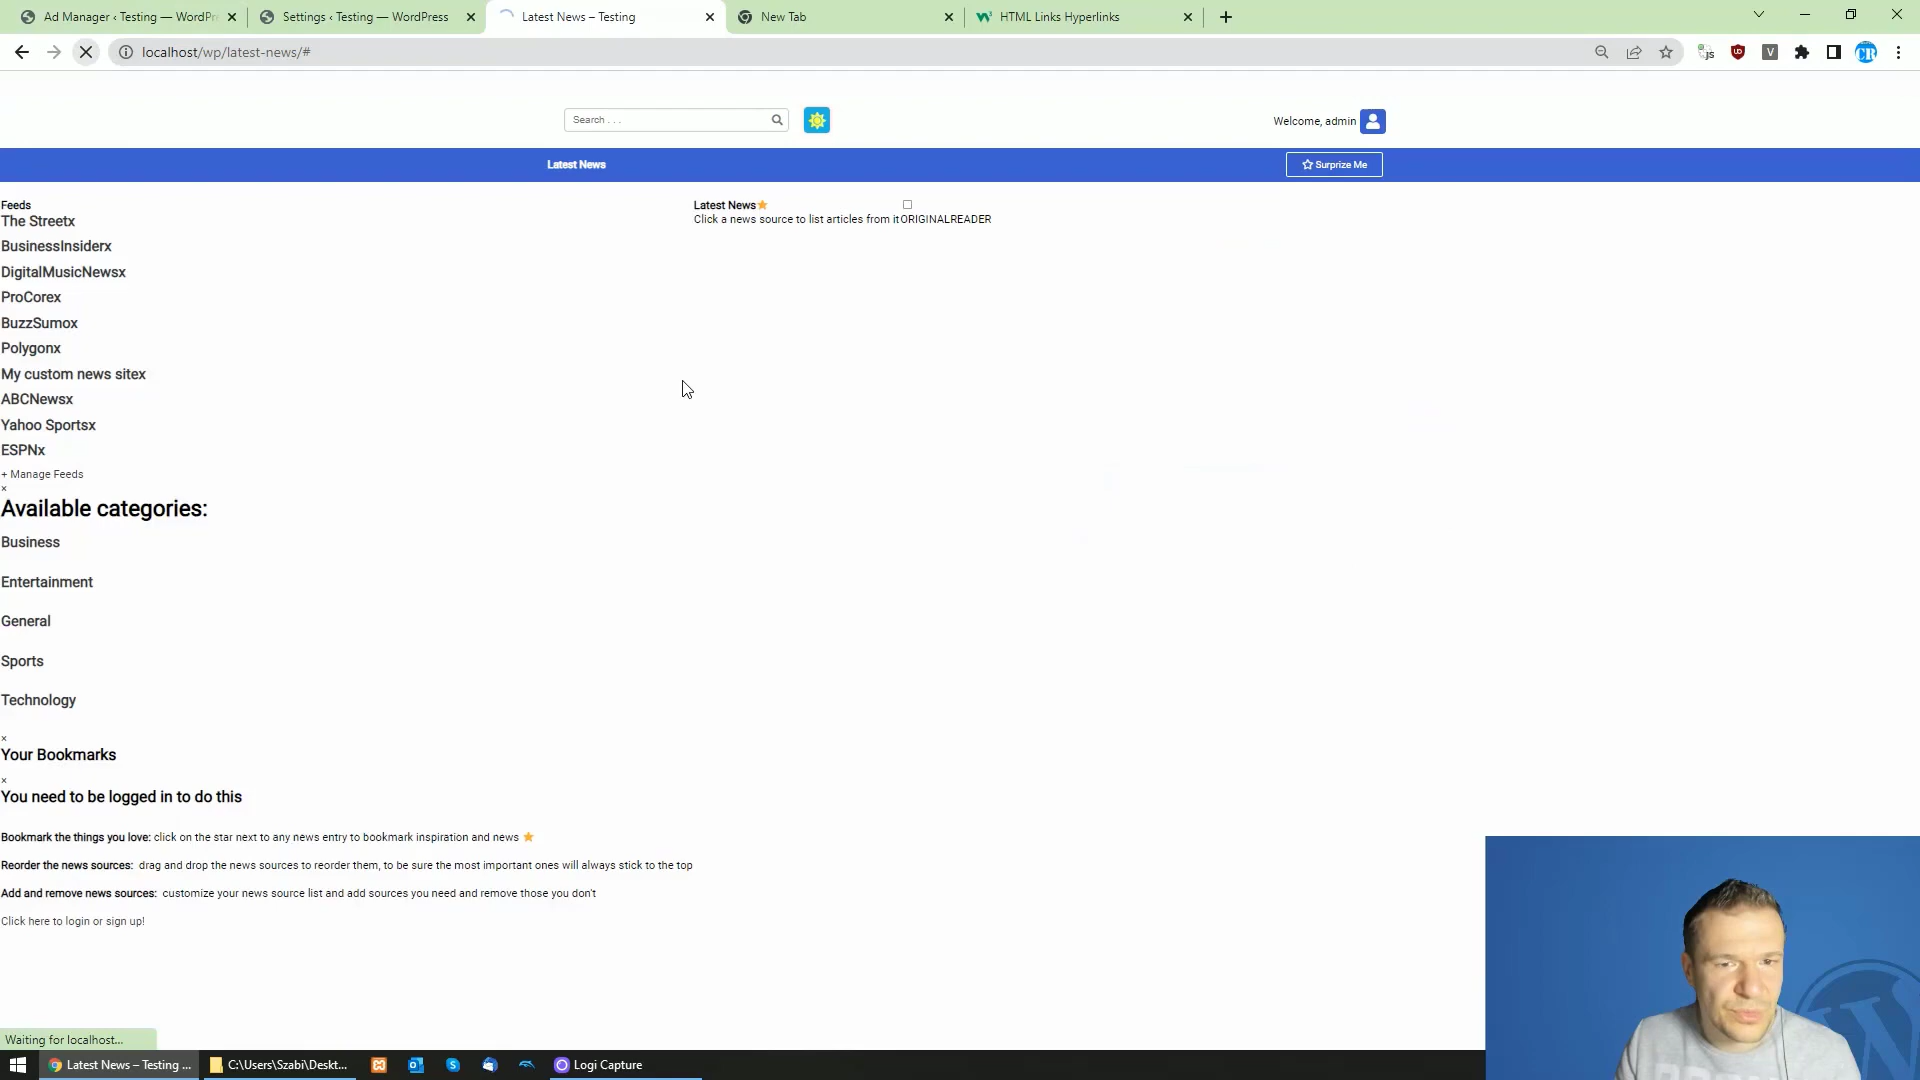 Ad Manager ‹ Testing — WordPr
Settings ‹ Testing — WordPress
Latest News – Testing
New Tab
HTML Links Hyperlinks
localhost/wp/latest-news/#
Search . . .
Welcome, admin
Latest News
Surprize Me
Feeds
The Streetx
BusinessInsiderx
DigitalMusicNewsx
ProCorex
BuzzSumox
Polygonx
My custom news sitex
ABCNewsx
Yahoo Sportsx
ESPNx
+ Manage Feeds
×
Latest News
Click a news source to list articles from itORIGINALREADER
Available categories:
Business
Entertainment
General
Sports
Technology
×
Your Bookmarks
×
You need to be logged in to do this
Bookmark the things you love: click on the star next to any news entry to bookmark inspiration and news
Reorder the news sources: drag and drop the news sources to reorder them, to be sure the most important ones will always stick to the top
Add and remove news sources: customize your news source list and add sources you need and remove those you don't
Click here to login or sign up!
Waiting for localhost...
Latest News – Testing ...
C:\Users\Szabi\Deskt...
Logi Capture